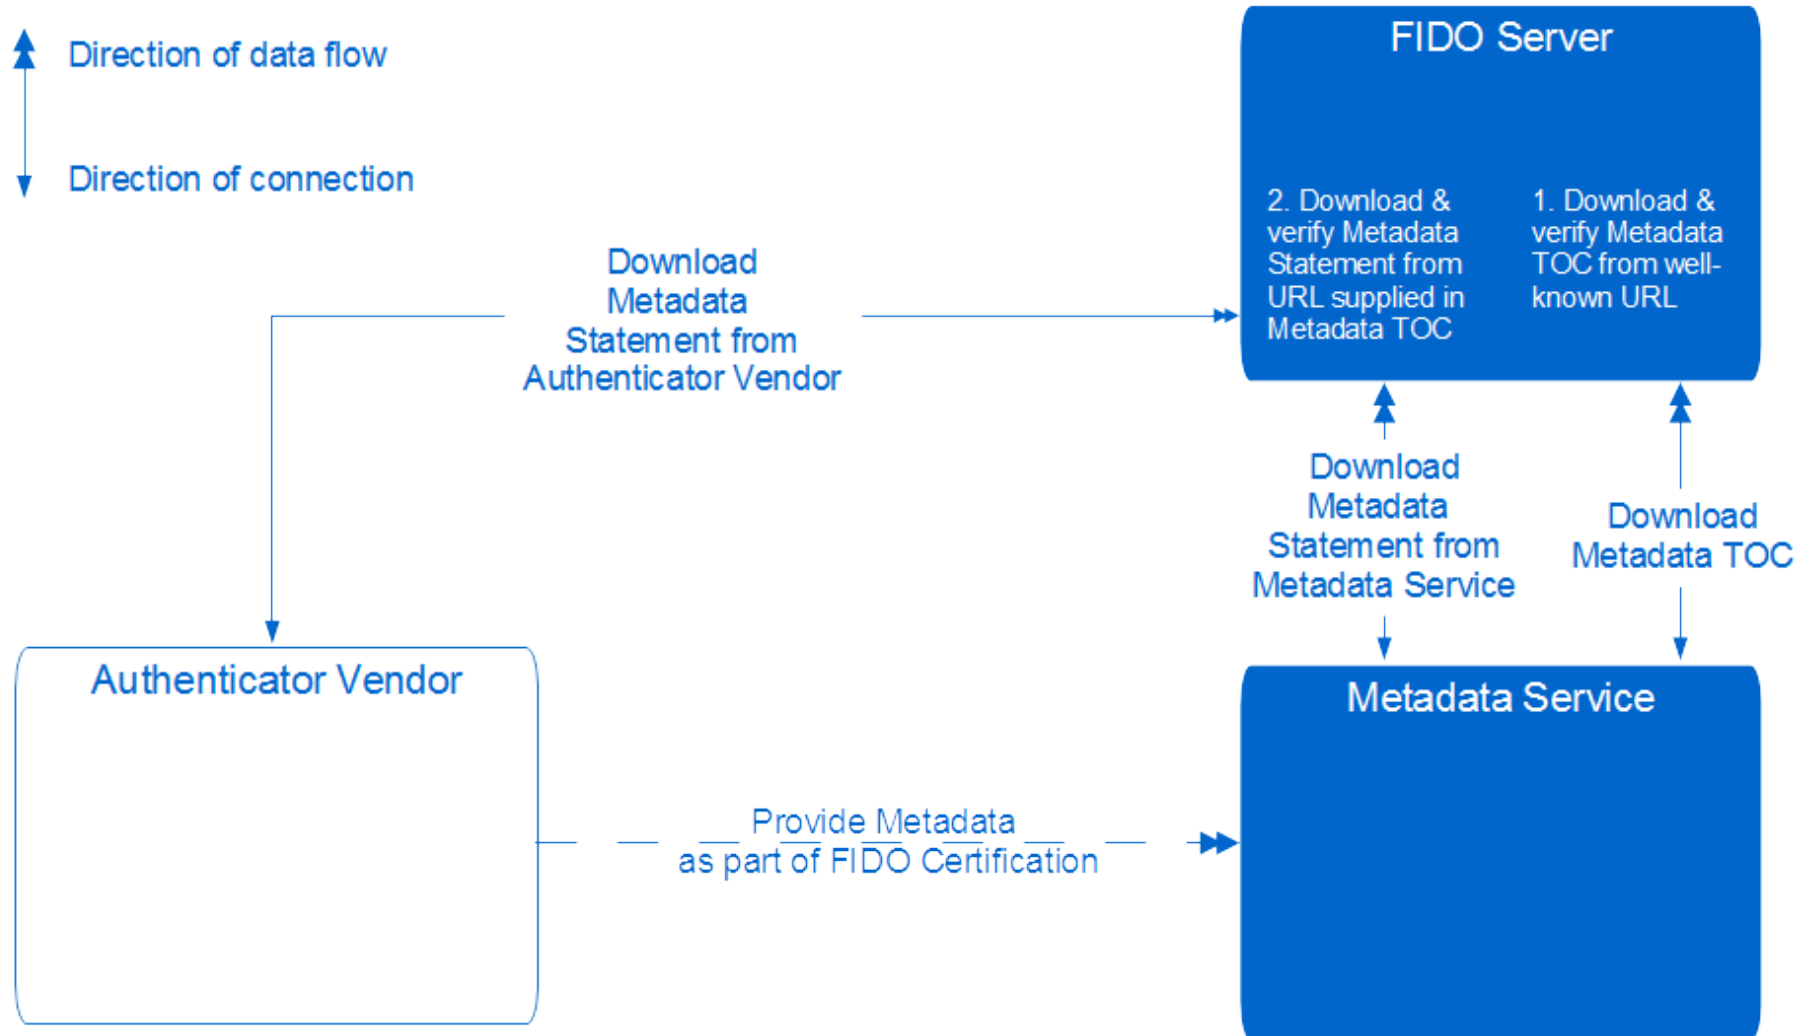 Direction of data flow
Direction of connection
FIDO Server
2. Download &
verify Metadata
Statement from
URL supplied in
Metadata TOC
1. Download &
verify Metadata
TOC from well-
known URL
Download
Metadata
Statement from
Authenticator Vendor
Download
Metadata
Statement from
Metadata Service
Download
Metadata TOC
Authenticator Vendor
Metadata Service
Provide Metadata
as part of FIDO Certification